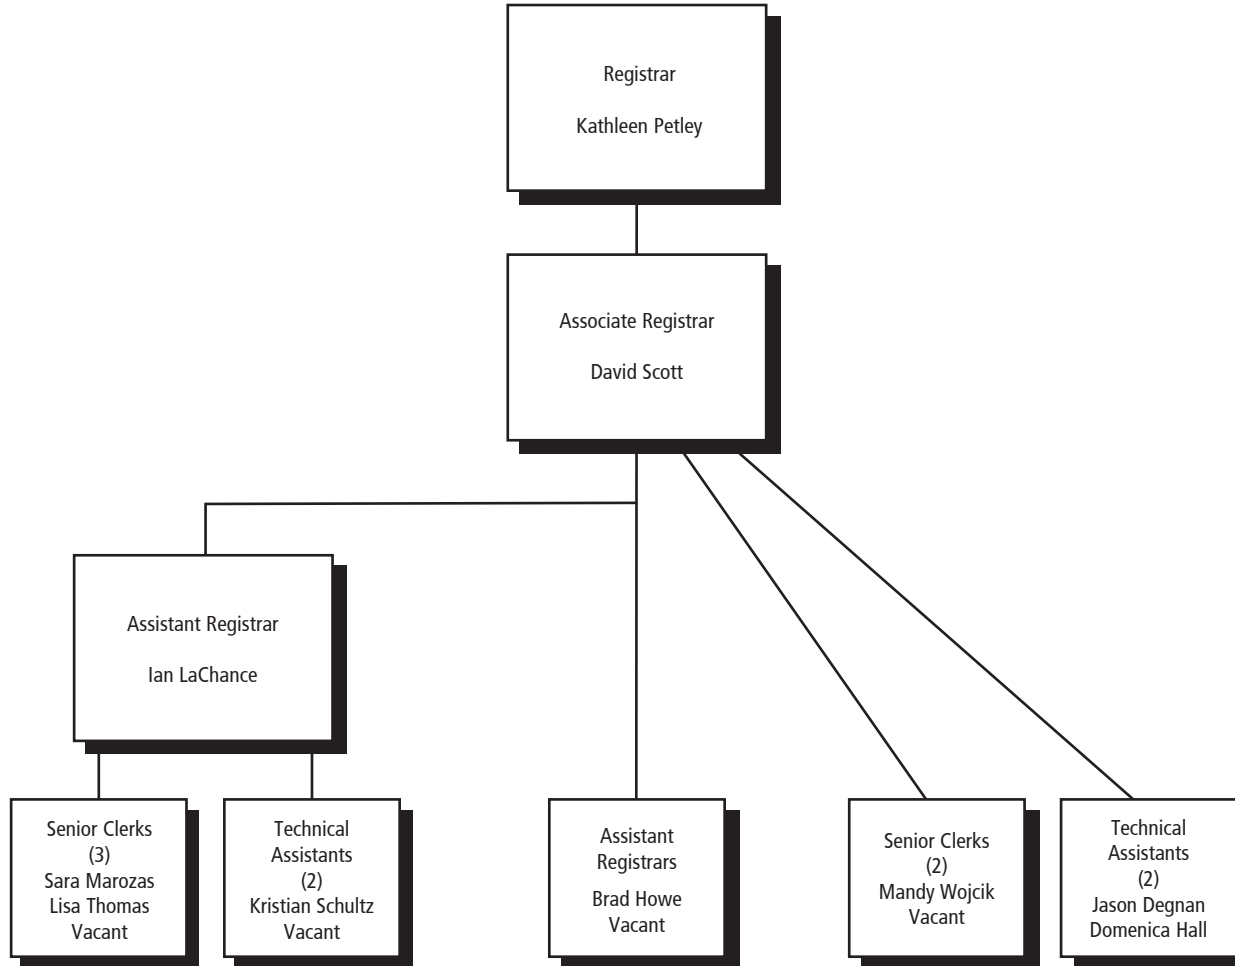 Registrar
Kathleen Petley
Associate Registrar
David Scott
Assistant Registrar
Ian LaChance
Senior Clerks
(3)
Sara Marozas
Lisa Thomas
Vacant
Technical
Assistants
(2)
Kristian Schultz
Vacant
Assistant
Registrars
Brad Howe
Vacant
Senior Clerks
(2)
Mandy Wojcik
Vacant
Technical
Assistants
(2)
Jason Degnan
Domenica Hall